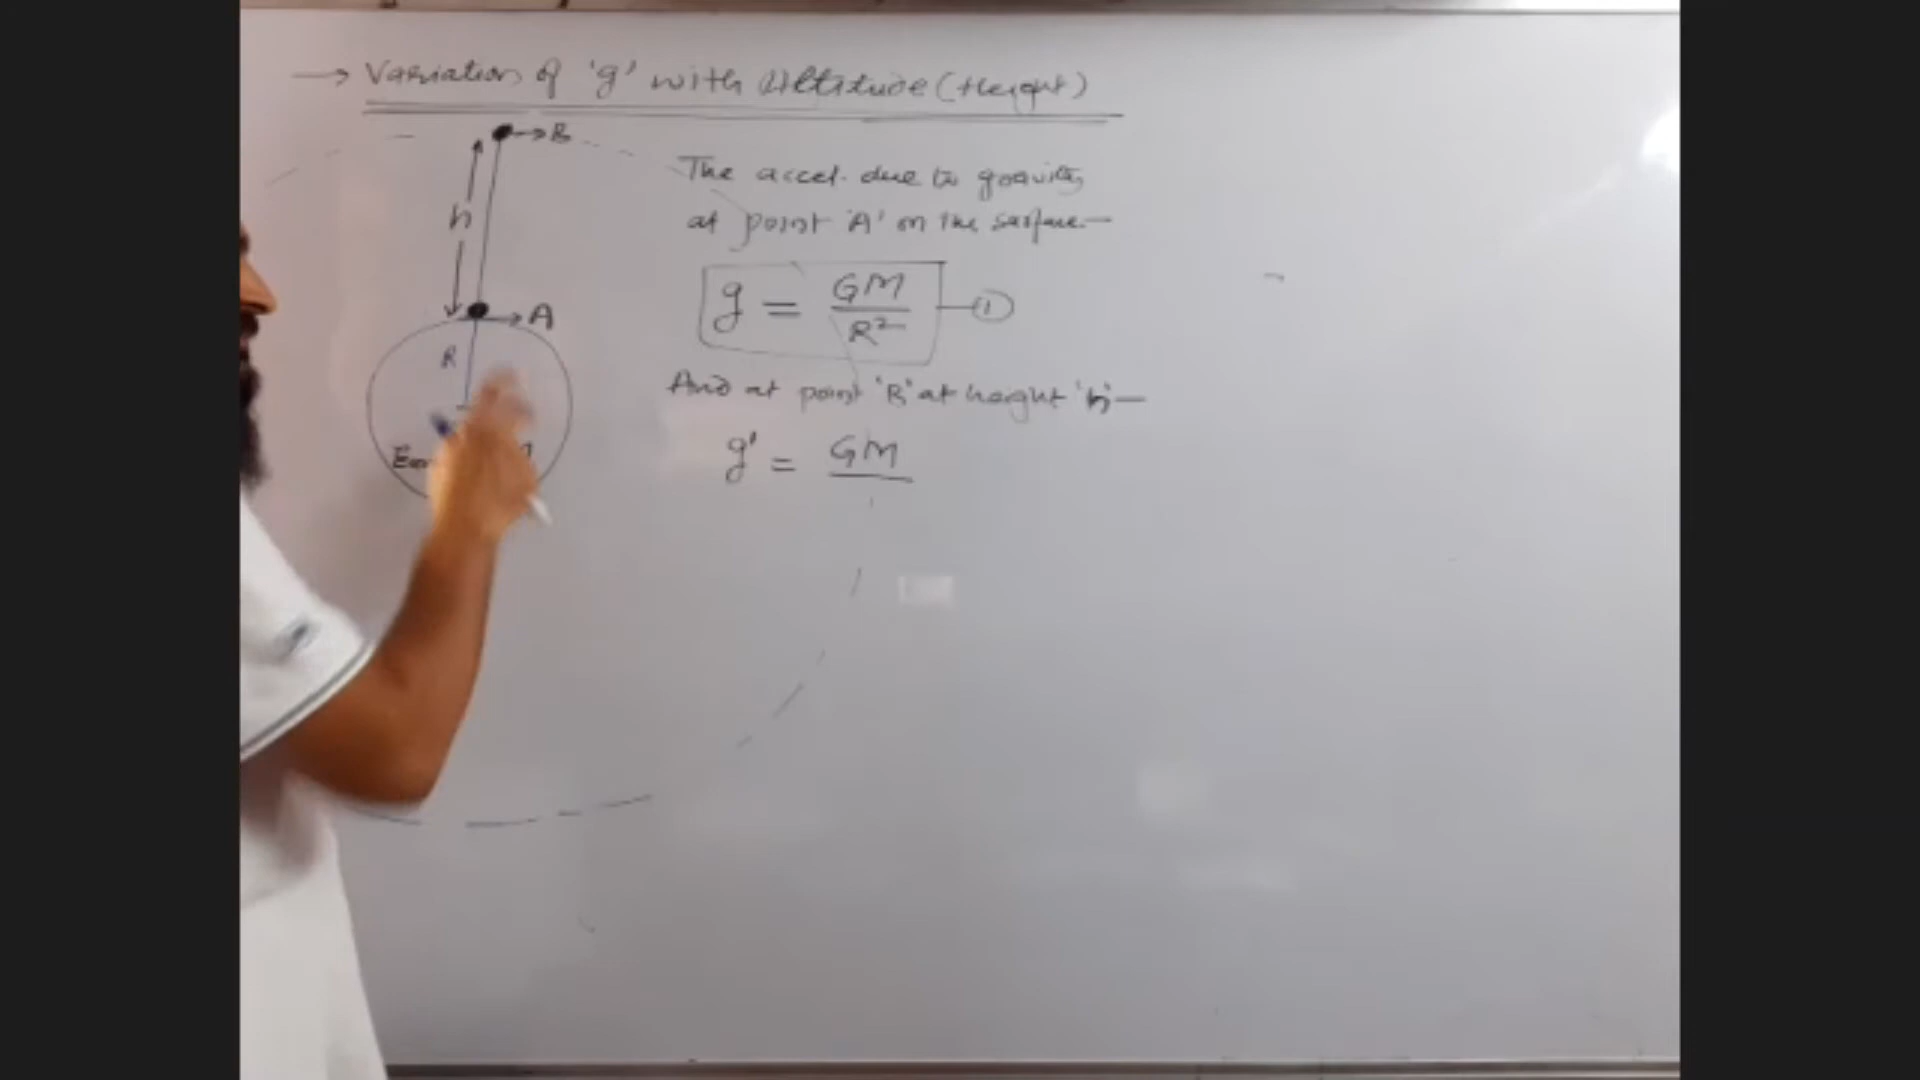 → Variation of 'g' with Altitude (Height)
B
h
A
R
The accel. due to gravity
at point 'A' on the surface—
g = GM / R² —①
And at point 'B' at height 'h'—
g' = GM